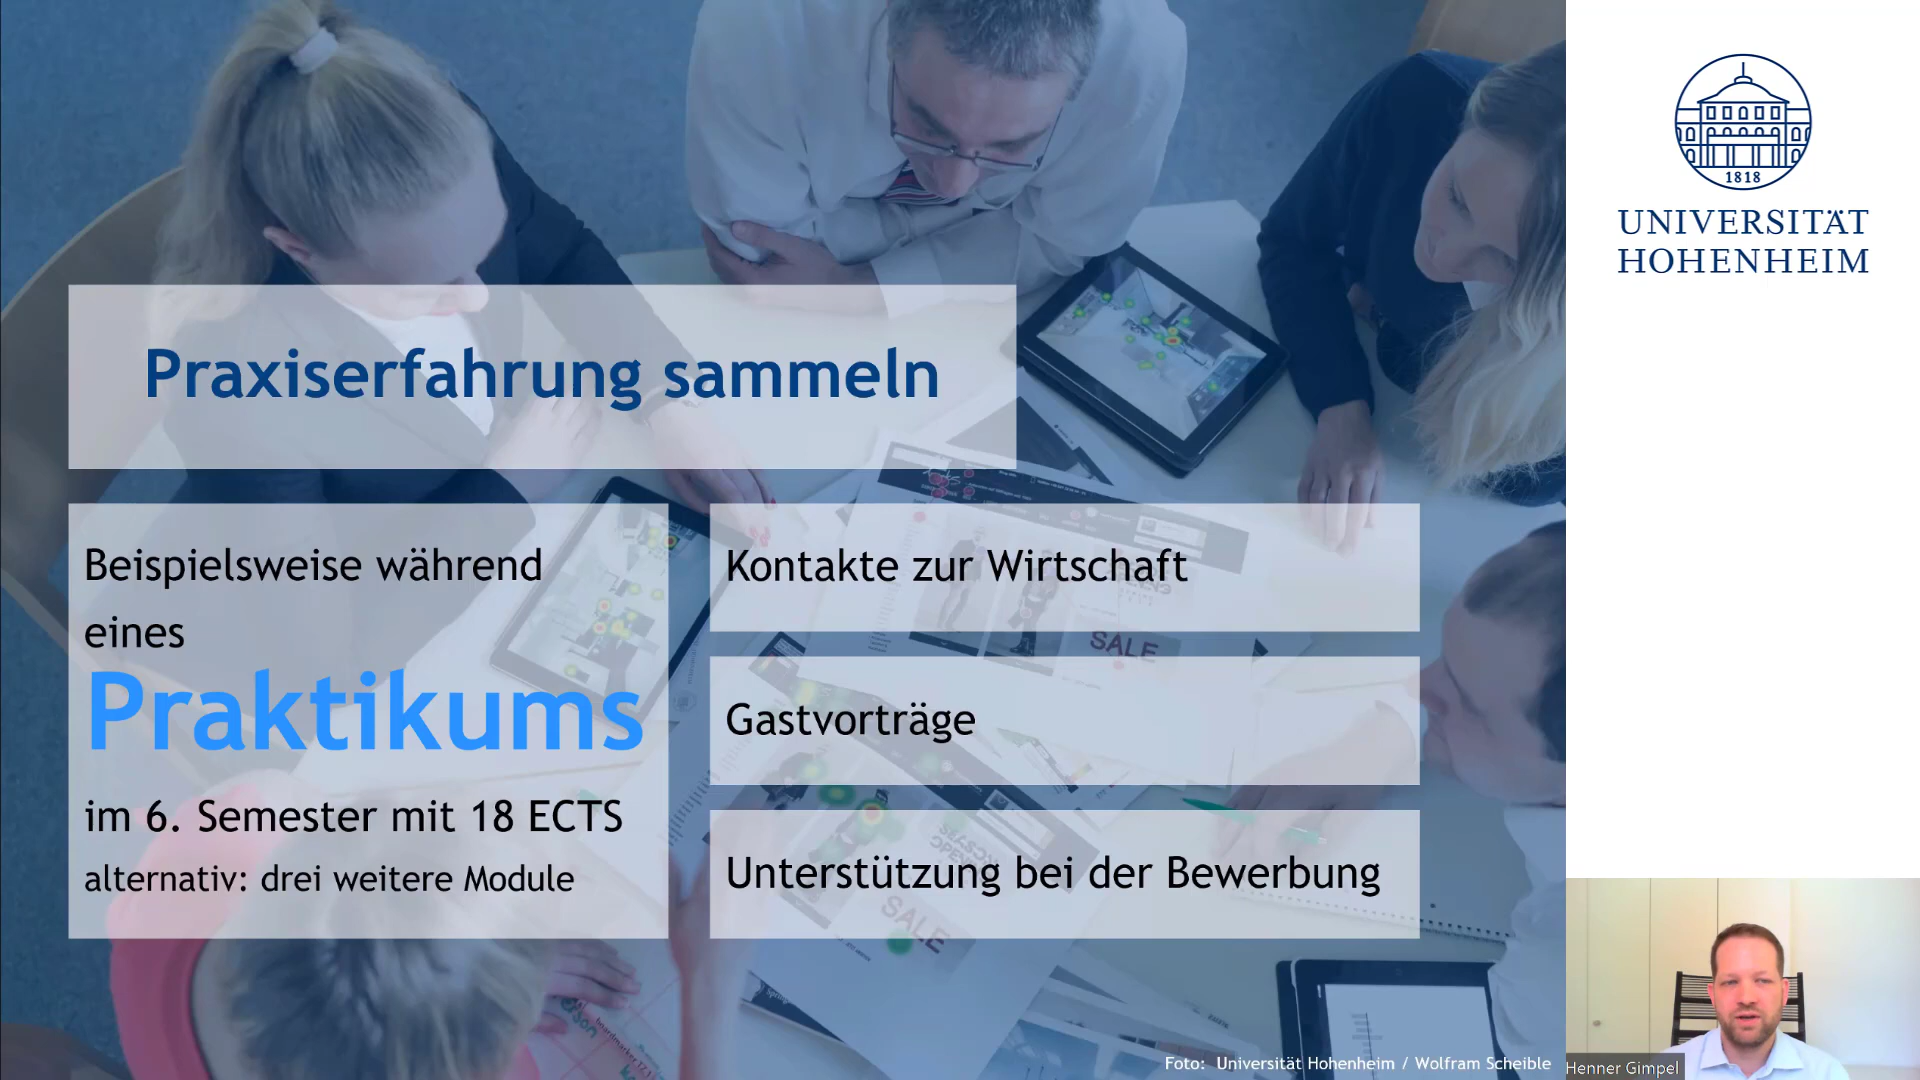 Praxiserfahrung sammeln
Beispielsweise während
eines
Praktikums
im 6. Semester mit 18 ECTS
alternativ: drei weitere Module
Kontakte zur Wirtschaft
Gastvorträge
Unterstützung bei der Bewerbung
SALE
SALE
Foto: Universität Hohenheim / Wolfram Scheible
1818
UNIVERSITÄT
HOHENHEIM
Henner Gimpel